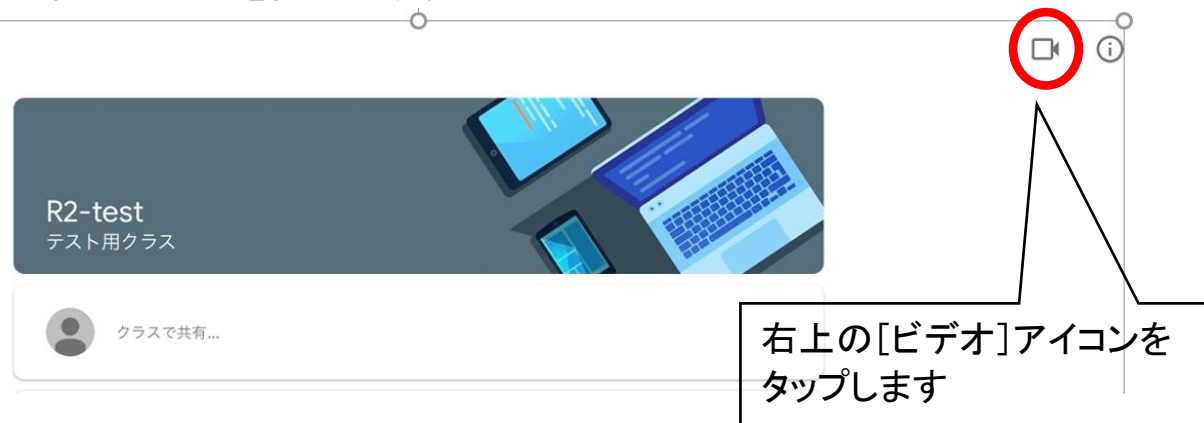 R2-test
テスト用クラス
クラスで共有...
右上の[ビデオ]アイコンを
タップします